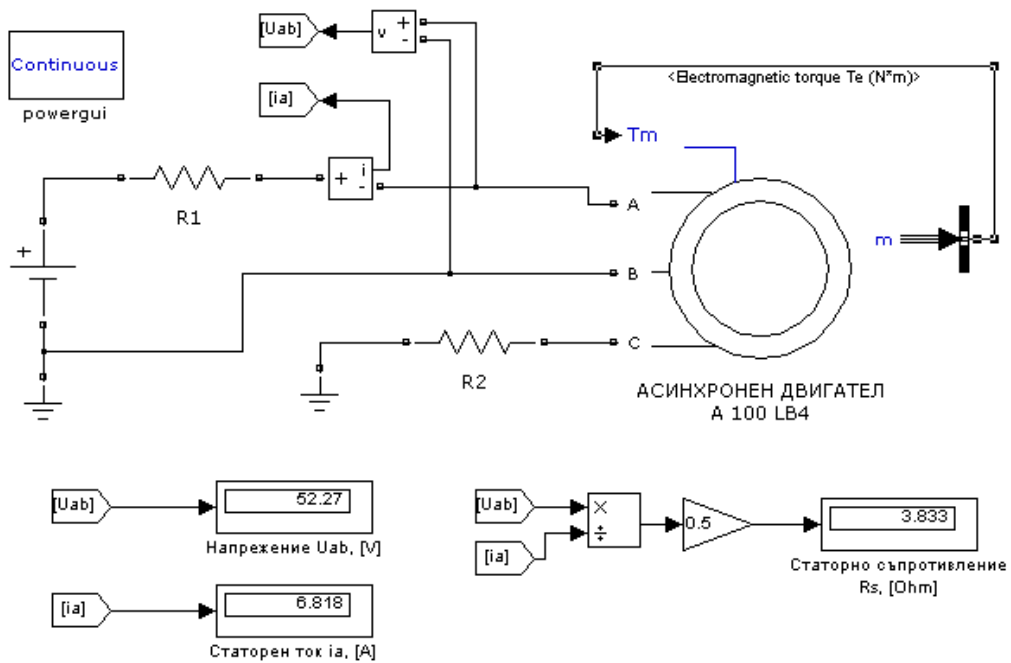 [Uab]
v
+
-
Continuous
powergui
[ia]
<Electromagnetic torque Te (N*m)>
Tm
+
i
-
R1
A
+
m
B
C
R2
АСИНХРОНЕН ДВИГАТЕЛ
A 100 LB4
[Uab]
52.27
Напрежение Uab, [V]
[Uab]
×
÷
0.5
3.833
[ia]
Статорно съпротивление
Rs, [Ohm]
[ia]
6.818
Статорен ток ia, [A]